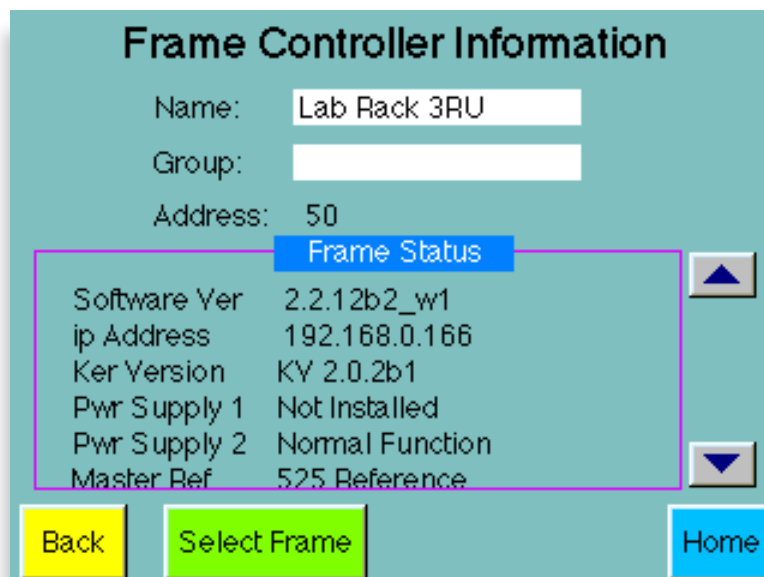 Frame Controller Information
Name: Lab Rack 3RU
Group:
Address: 50
Frame Status
Software Ver 2.2.12b2_w1
ip Address 192.168.0.166
Ker Version KV 2.0.2b1
Pwr Supply 1 Not Installed
Pwr Supply 2 Normal Function
Master Ref 525 Reference
Back Select Frame Home